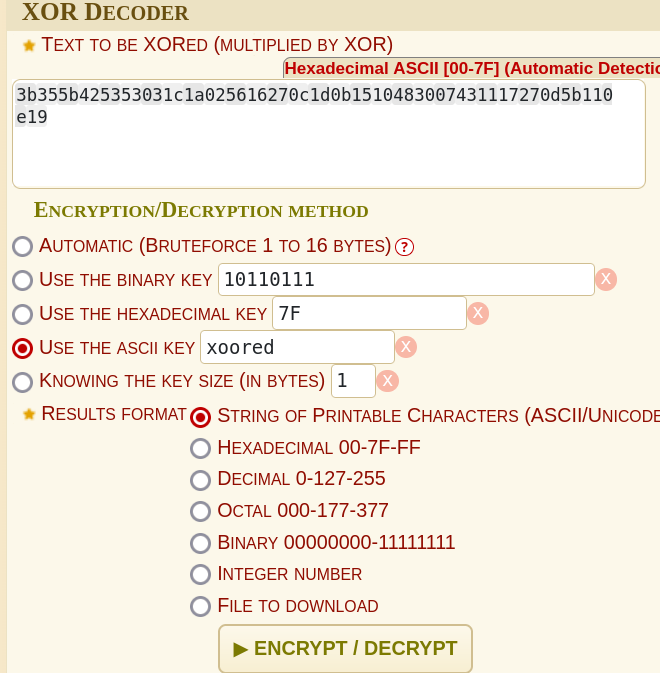 XOR DECODER
TEXT TO BE XORED (MULTIPLIED BY XOR)
Hexadecimal ASCII [00-7F] (Automatic Detectio
3b355b425353031c1a025616270c1d0b1510483007431117270d5b110
e19
ENCRYPTION/DECRYPTION METHOD
AUTOMATIC (BRUTEFORCE 1 TO 16 BYTES) ?
USE THE BINARY KEY 10110111 X
USE THE HEXADECIMAL KEY 7F X
USE THE ASCII KEY xoored X
KNOWING THE KEY SIZE (IN BYTES) 1 X
RESULTS FORMAT STRING OF PRINTABLE CHARACTERS (ASCII/UNICODE
HEXADECIMAL 00-7F-FF
DECIMAL 0-127-255
OCTAL 000-177-377
BINARY 00000000-11111111
INTEGER NUMBER
FILE TO DOWNLOAD
▶ ENCRYPT / DECRYPT